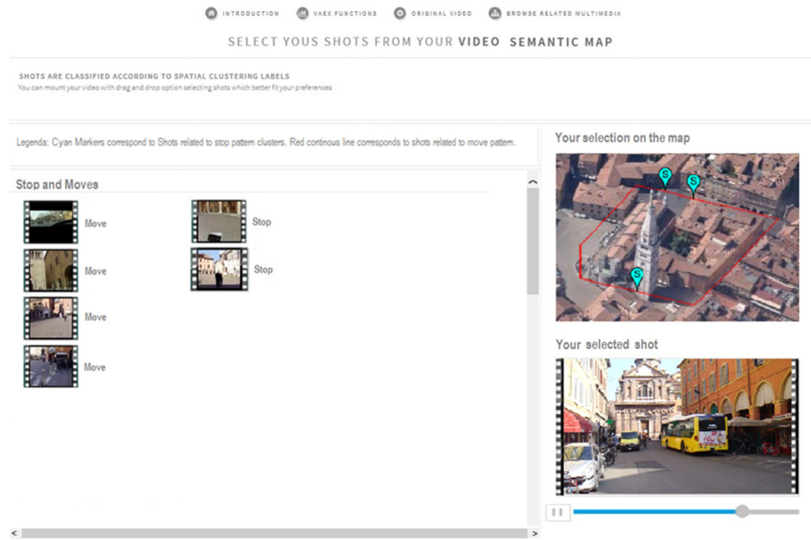 INTRODUCTION VAEX FUNCTIONS ORIGINAL VIDEO BROWSE RELATED MULTIMEDIA
SELECT YOUS SHOTS FROM YOUR VIDEO SEMANTIC MAP
SHOTS ARE CLASSIFIED ACCORDING TO SPATIAL CLUSTERING LABELS
You can mount your video with drag and drop option selecting shots which better fit your preferences
Legenda: Cyan Markers correspond to Shots related to stop pattern clusters. Red continous line corresponds to shots related to move pattern.
Stop and Moves
Move Stop
Move Stop
Move
Move
Your selection on the map
S S
S
Your selected shot